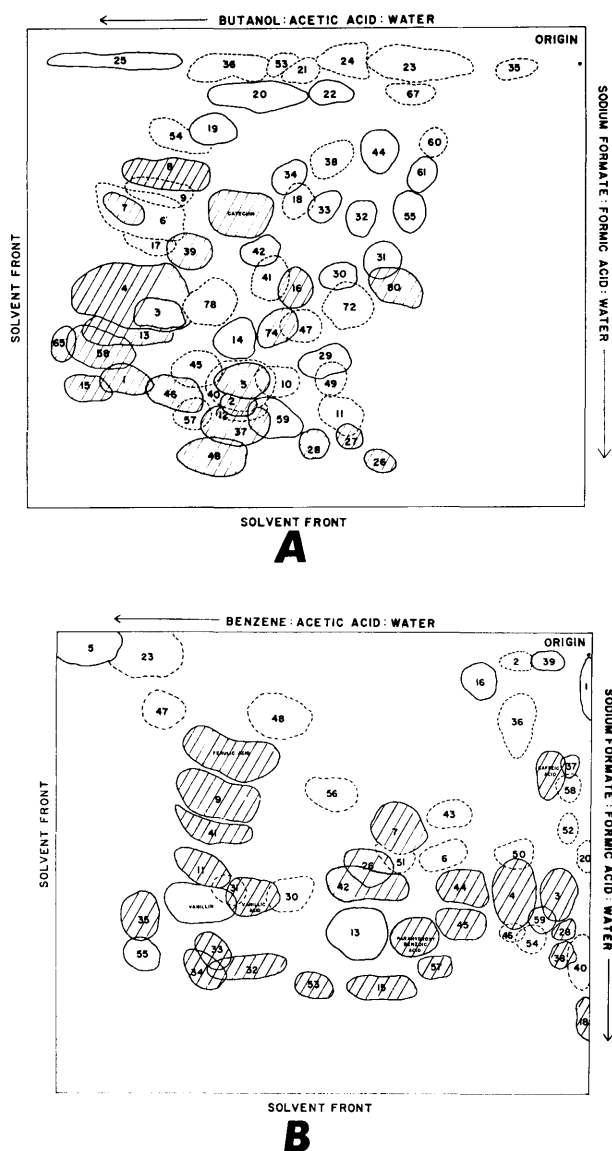 BUTANOL:ACETIC ACID:WATER
ORIGIN
25 36 53 21 24 23 35
20 22 67
54 19 44 60
38
8 34 61
9 18
7 CATECHIN 33 32 55
6
17 39 42 31
41 30
4 16 80
3 78 72
13 74 47
65 14
58 29
45
15 1 46 40 5 10 49
2
57 12 59 11
37 28 27
48 26
SOLVENT FRONT
SODIUM FORMATE:FORMIC ACID:WATER
SOLVENT FRONT
A
BENZENE:ACETIC ACID:WATER
ORIGIN
5 23 2 39
16 1
47 48 36
FERULIC ACID
CAFFEIC ACID 37
9 56 58
43
41 7 52
26 51 6 50 20
11
31 42 44
VANILLIN VANILLIC ACID 30 4 3
35 59
13 45 28
PARAHYDROXY BENZOIC ACID 46
33 54
55 38
34 32 57 40
53 15
18
SOLVENT FRONT
SODIUM FORMATE:FORMIC ACID:WATER
SOLVENT FRONT
B